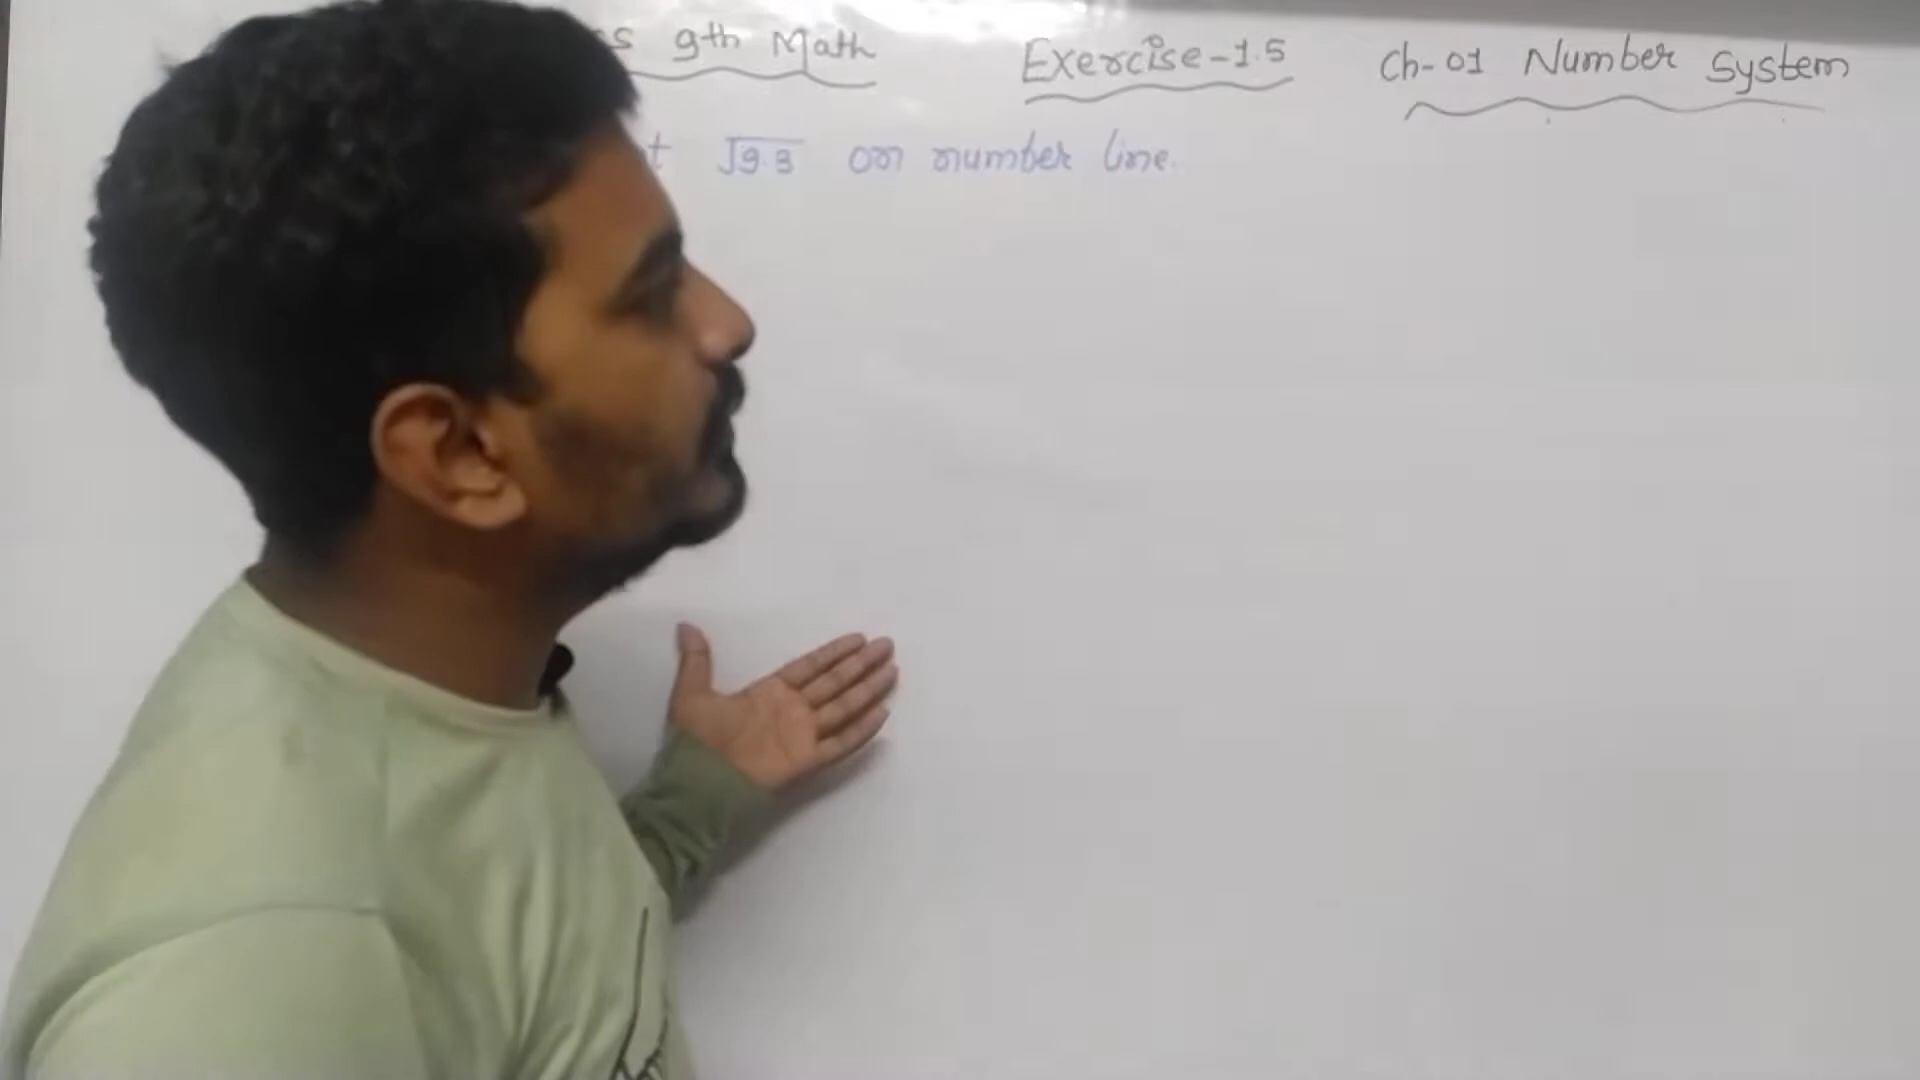 9th Math Exercise-1.5 Ch-01 Number System
√9.3 on number line.